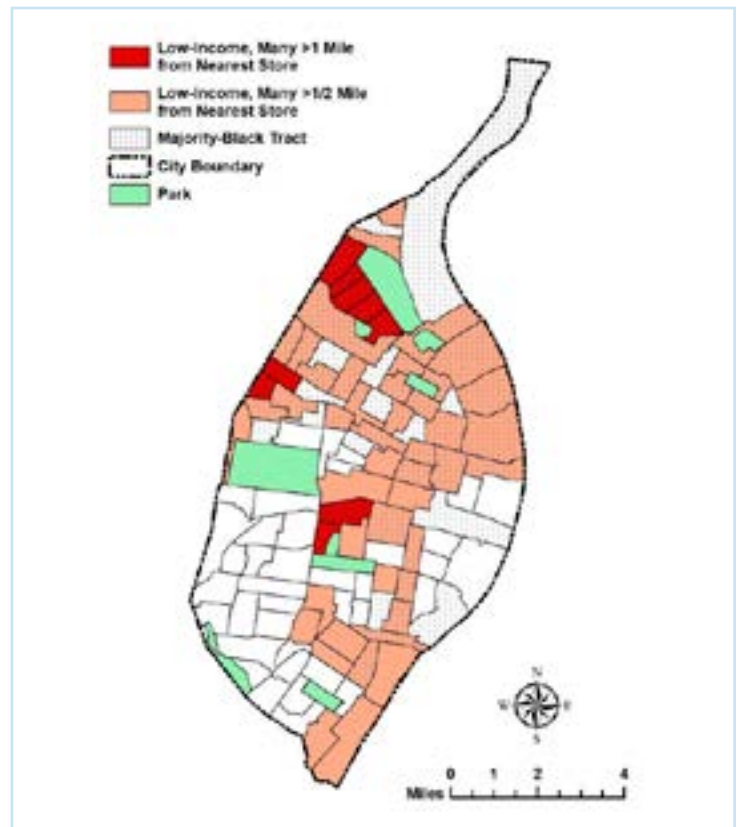 Low-income, Many >1 Mile
from Nearest Store
Low-income, Many >1/2 Mile
from Nearest Store
Majority-Black Tract
City Boundary
Park
N
W E
S
0 1 2 4
Miles